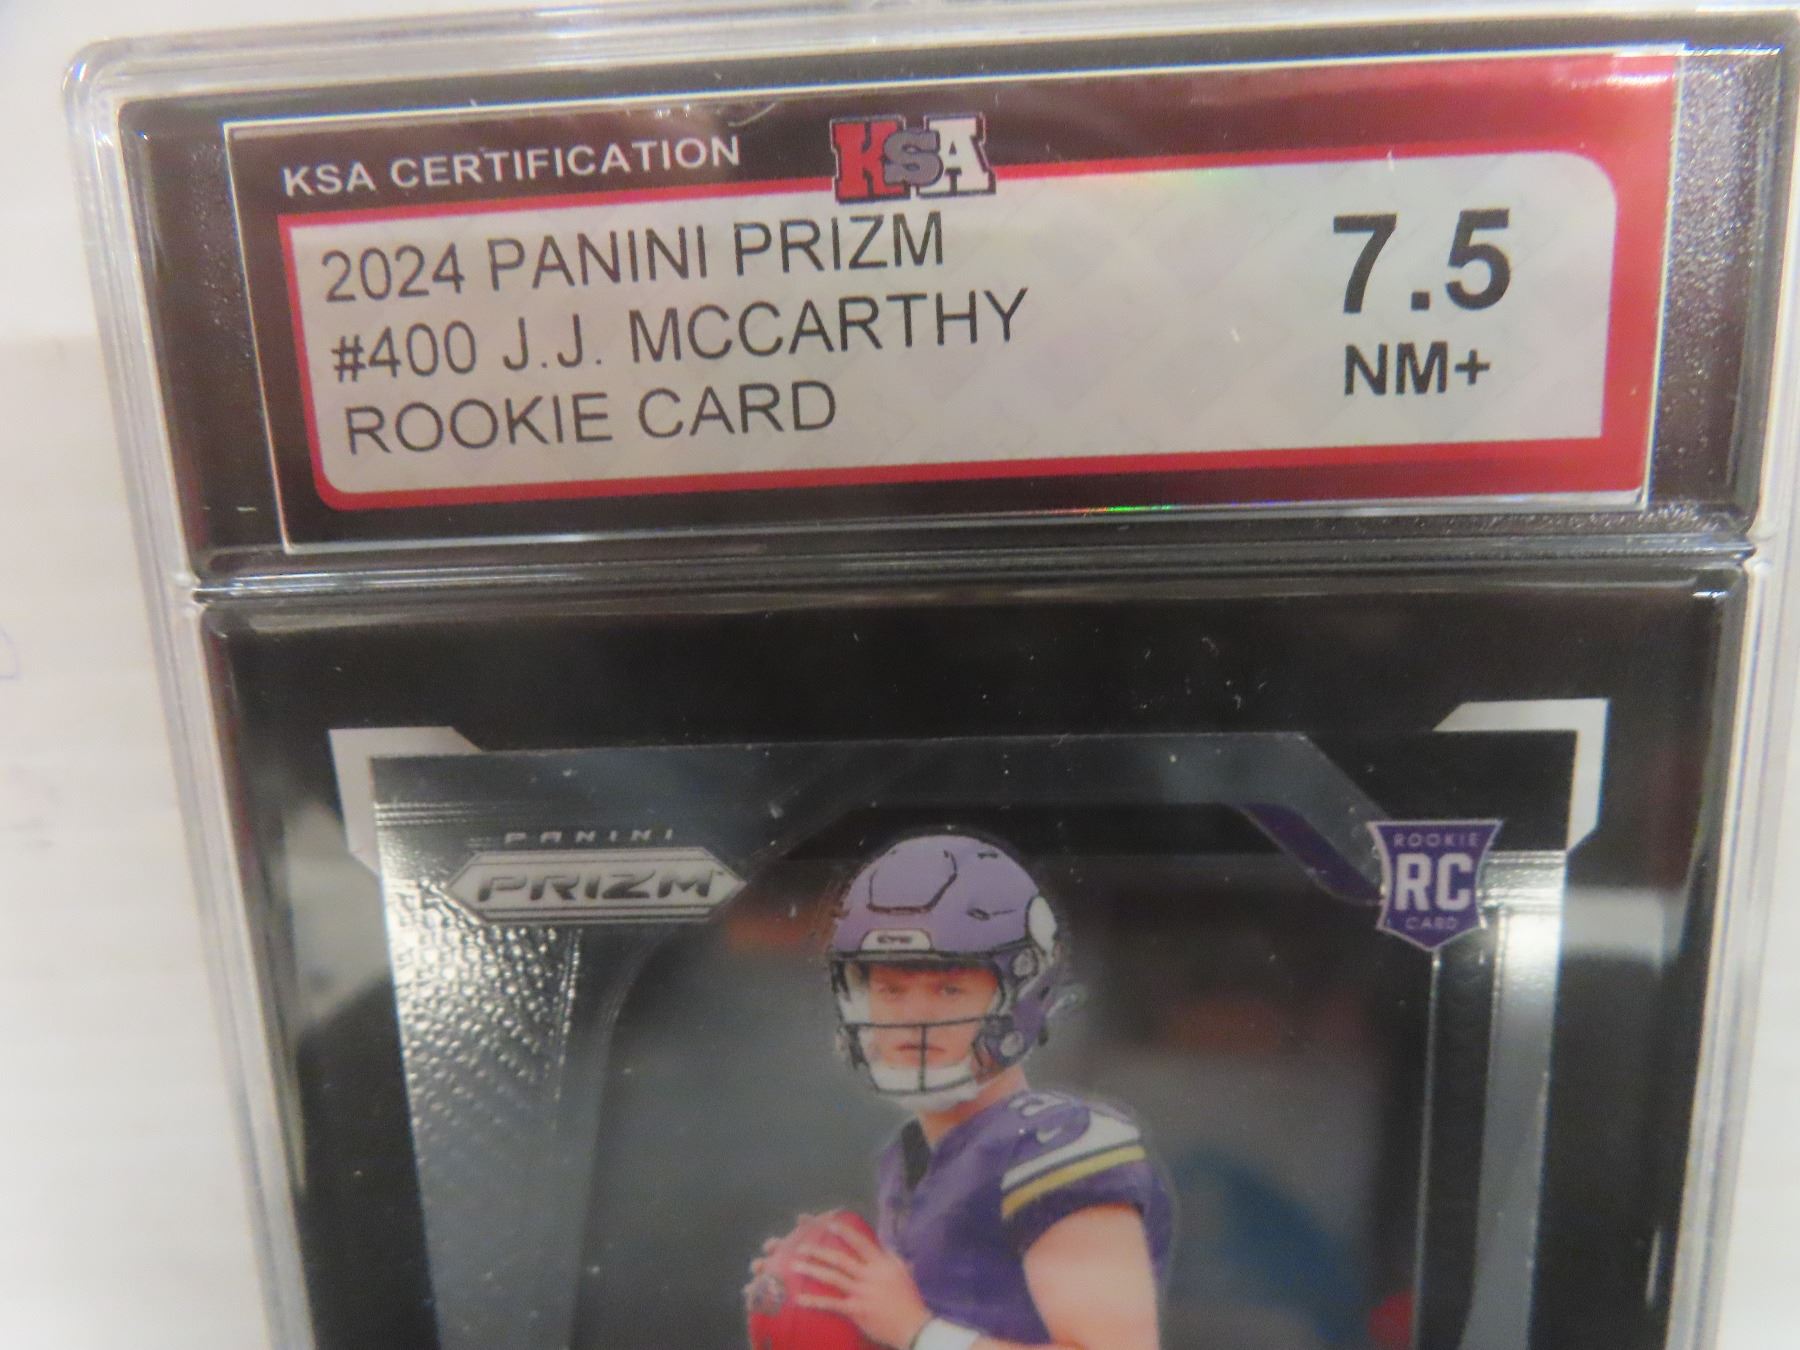 KSA CERTIFICATION
KSA
2024 PANINI PRIZM
#400 J.J. MCCARTHY
ROOKIE CARD
7.5
NM+
PANINI
PRIZM
ROOKIE
RC
CARD